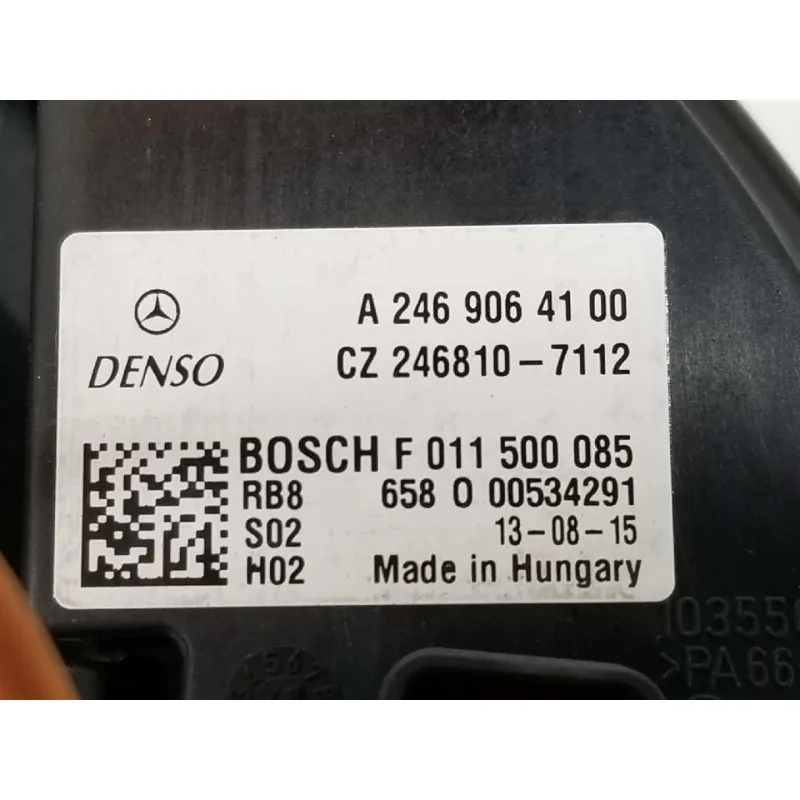 A 246 906 41 00
DENSO CZ 246810-7112
BOSCH F 011 500 085
RB8 658 0 00534291
S02 13-08-15
H02 Made in Hungary
>PA66